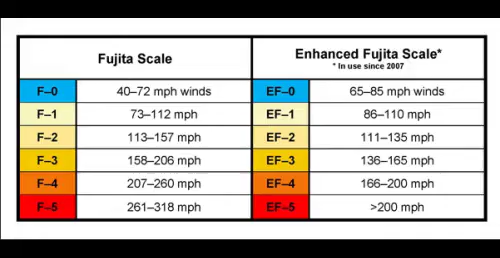 Fujita Scale
Enhanced Fujita Scale*
* In use since 2007
F–0 40–72 mph winds EF–0 65–85 mph winds
F–1 73–112 mph EF–1 86–110 mph
F–2 113–157 mph EF–2 111–135 mph
F–3 158–206 mph EF–3 136–165 mph
F–4 207–260 mph EF–4 166–200 mph
F–5 261–318 mph EF–5 >200 mph